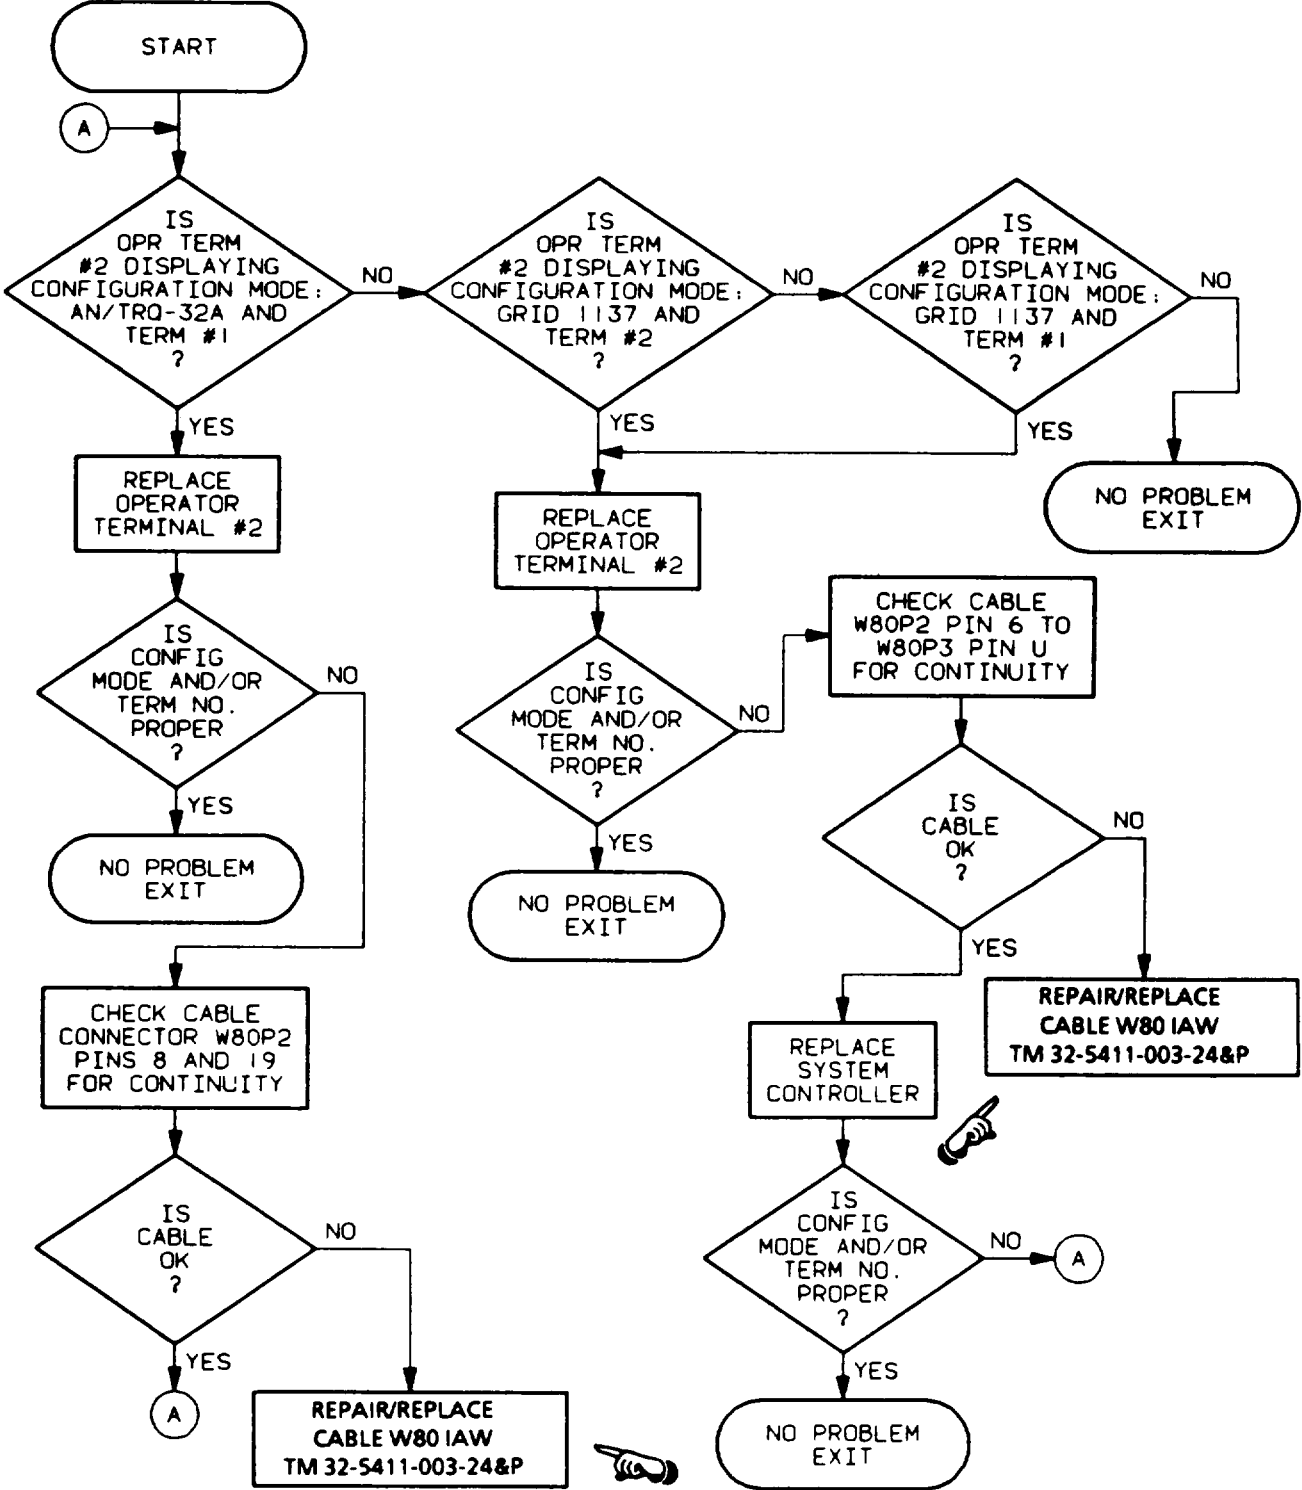 START
A
IS
OPR TERM
#2 DISPLAYING
CONFIGURATION MODE:
AN/TRQ-32A AND
TERM #1
?
NO
YES
IS
OPR TERM
#2 DISPLAYING
CONFIGURATION MODE:
GRID 1137 AND
TERM #2
?
NO
YES
IS
OPR TERM
#2 DISPLAYING
CONFIGURATION MODE:
GRID 1137 AND
TERM #1
?
NO
YES
NO PROBLEM
EXIT
REPLACE
OPERATOR
TERMINAL #2
IS
CONFIG
MODE AND/OR
TERM NO.
PROPER
?
NO
YES
NO PROBLEM
EXIT
CHECK CABLE
CONNECTOR W80P2
PINS 8 AND 19
FOR CONTINUITY
IS
CABLE
OK
?
NO
YES
A
REPAIR/REPLACE
CABLE W80 IAW
TM 32-5411-003-24&P
REPLACE
OPERATOR
TERMINAL #2
IS
CONFIG
MODE AND/OR
TERM NO.
PROPER
?
NO
YES
NO PROBLEM
EXIT
CHECK CABLE
W80P2 PIN 6 TO
W80P3 PIN U
FOR CONTINUITY
IS
CABLE
OK
?
NO
YES
REPAIR/REPLACE
CABLE W80 IAW
TM 32-5411-003-24&P
REPLACE
SYSTEM
CONTROLLER
IS
CONFIG
MODE AND/OR
TERM NO.
PROPER
?
NO
A
YES
NO PROBLEM
EXIT